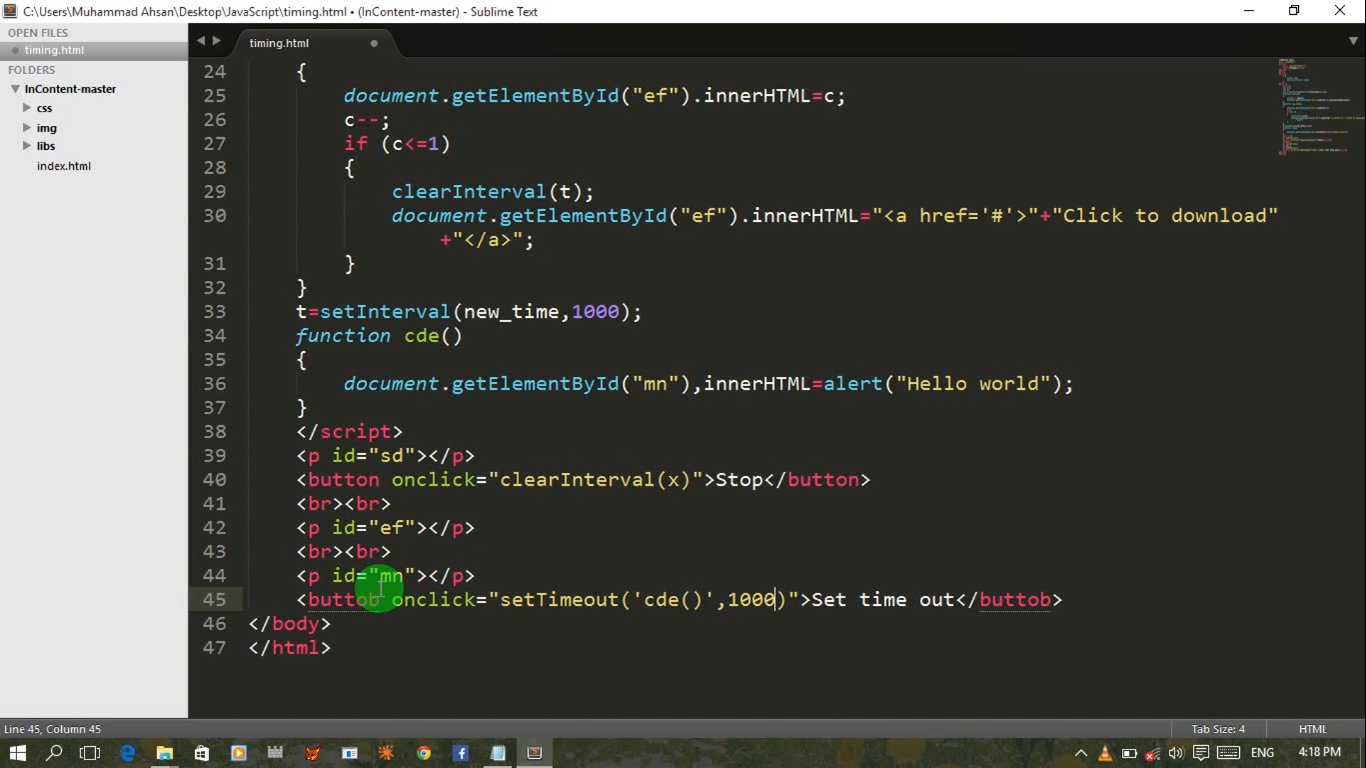 C:\Users\Muhammad Ahsan\Desktop\JavaScript\timing.html • (InContent-master) - Sublime Text
OPEN FILES
timing.html
FOLDERS
InContent-master
css
img
libs
index.html
timing.html
24 {
25 document.getElementById("ef").innerHTML=c;
26 c--;
27 if (c<=1)
28 {
29 clearInterval(t);
30 document.getElementById("ef").innerHTML="<a href='#'>"+"Click to download"
+"</a>";
31 }
32 }
33 t=setInterval(new_time,1000);
34 function cde()
35 {
36 document.getElementById("mn"),innerHTML=alert("Hello world");
37 }
38 </script>
39 <p id="sd"></p>
40 <button onclick="clearInterval(x)">Stop</button>
41 <br><br>
42 <p id="ef"></p>
43 <br><br>
44 <p id="mn"></p>
45 <buttob onclick="setTimeout('cde()',1000)">Set time out</buttob>
46 </body>
47 </html>
Line 45, Column 45
Tab Size: 4
HTML
ENG
4:18 PM